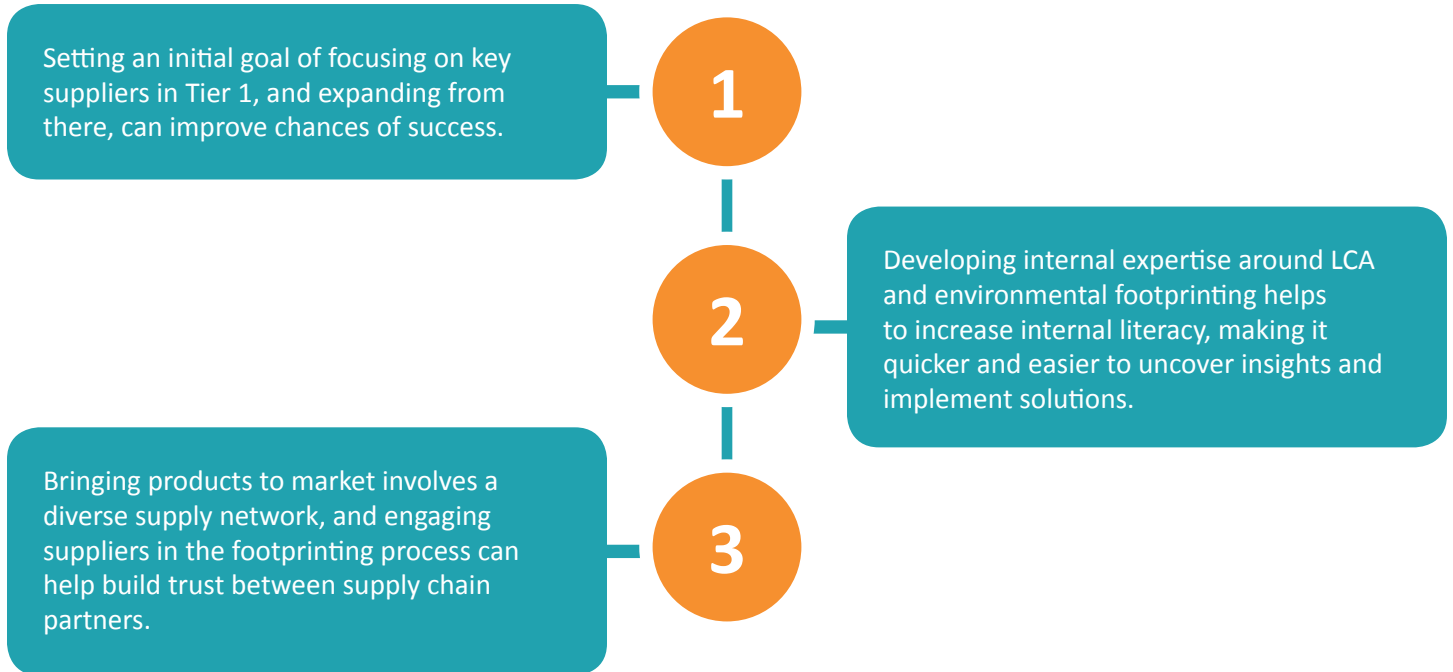 Setting an initial goal of focusing on key
suppliers in Tier 1, and expanding from
there, can improve chances of success.
1
2
Developing internal expertise around LCA
and environmental footprinting helps
to increase internal literacy, making it
quicker and easier to uncover insights and
implement solutions.
Bringing products to market involves a
diverse supply network, and engaging
suppliers in the footprinting process can
help build trust between supply chain
partners.
3